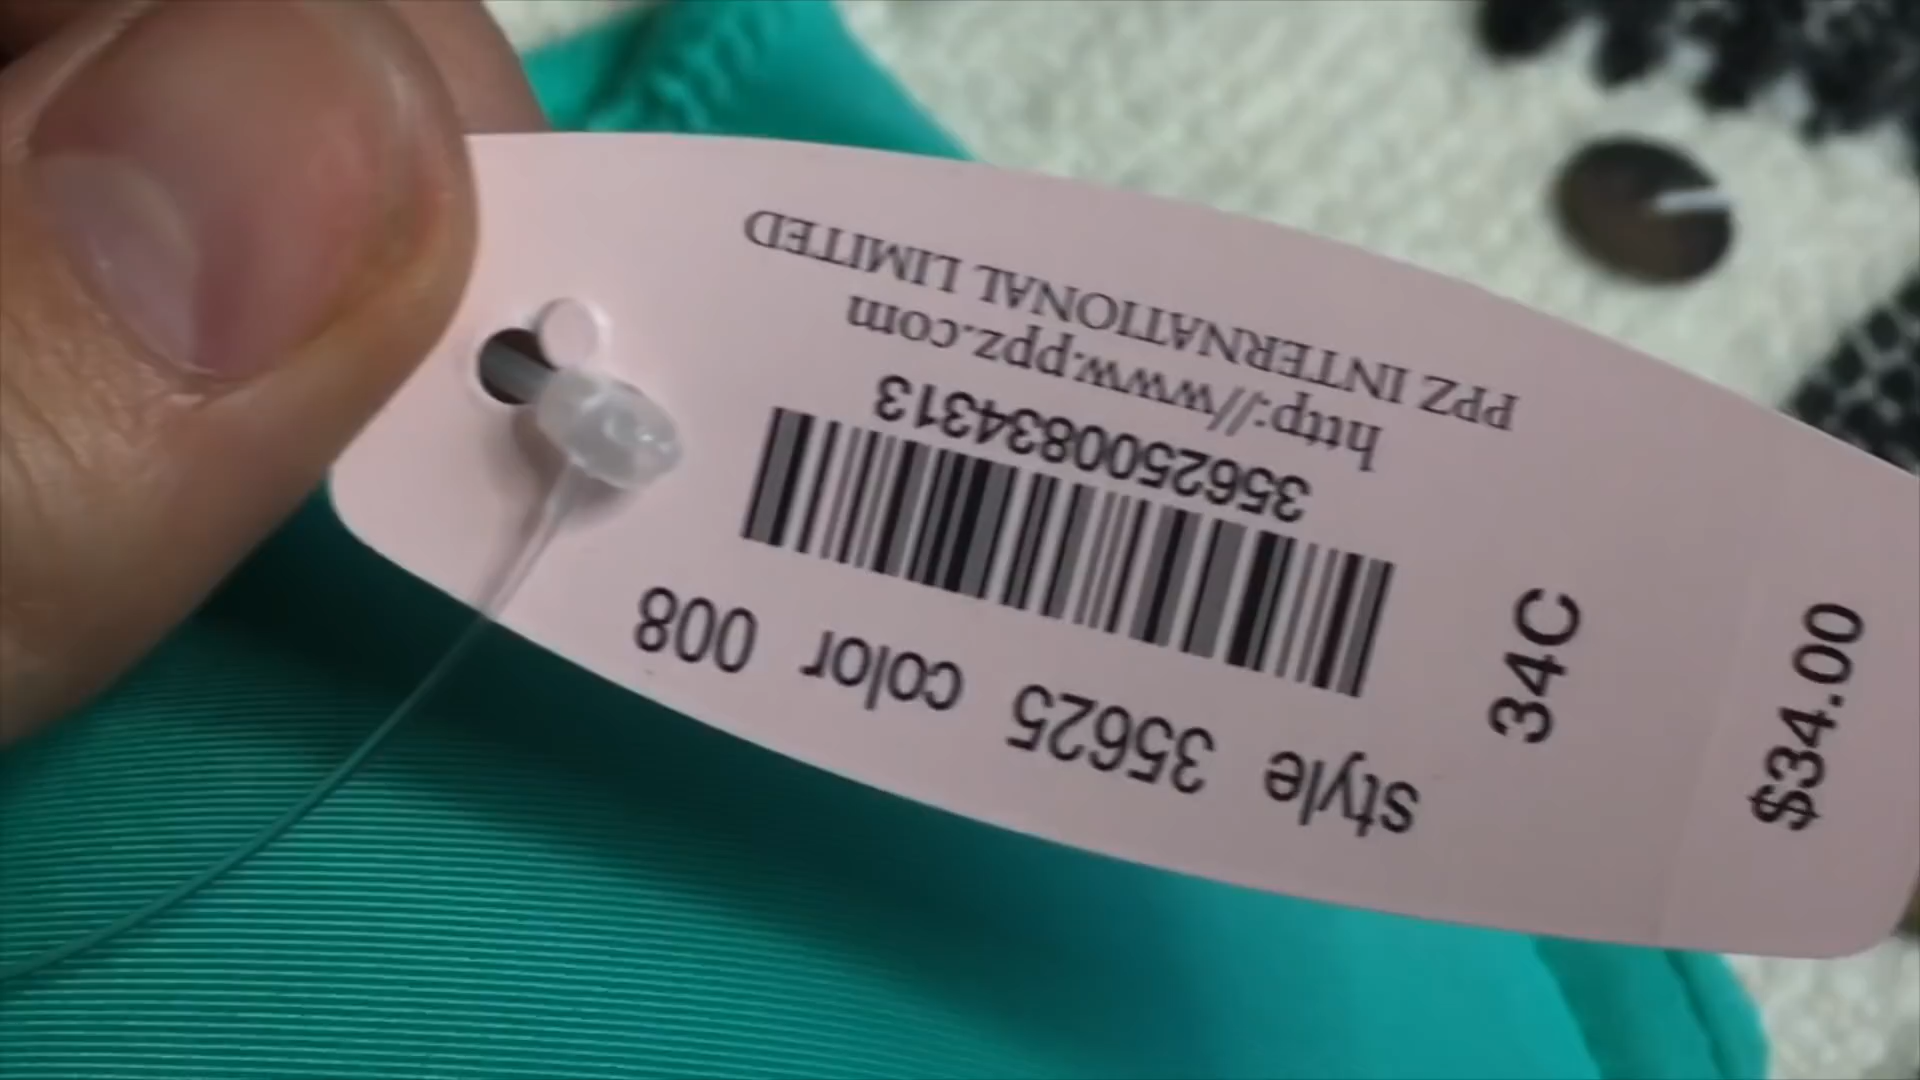 style 35625 color 008
3562500834313
http://www.ppz.com
PPZ INTERNATIONAL LIMITED
34C
$34.00